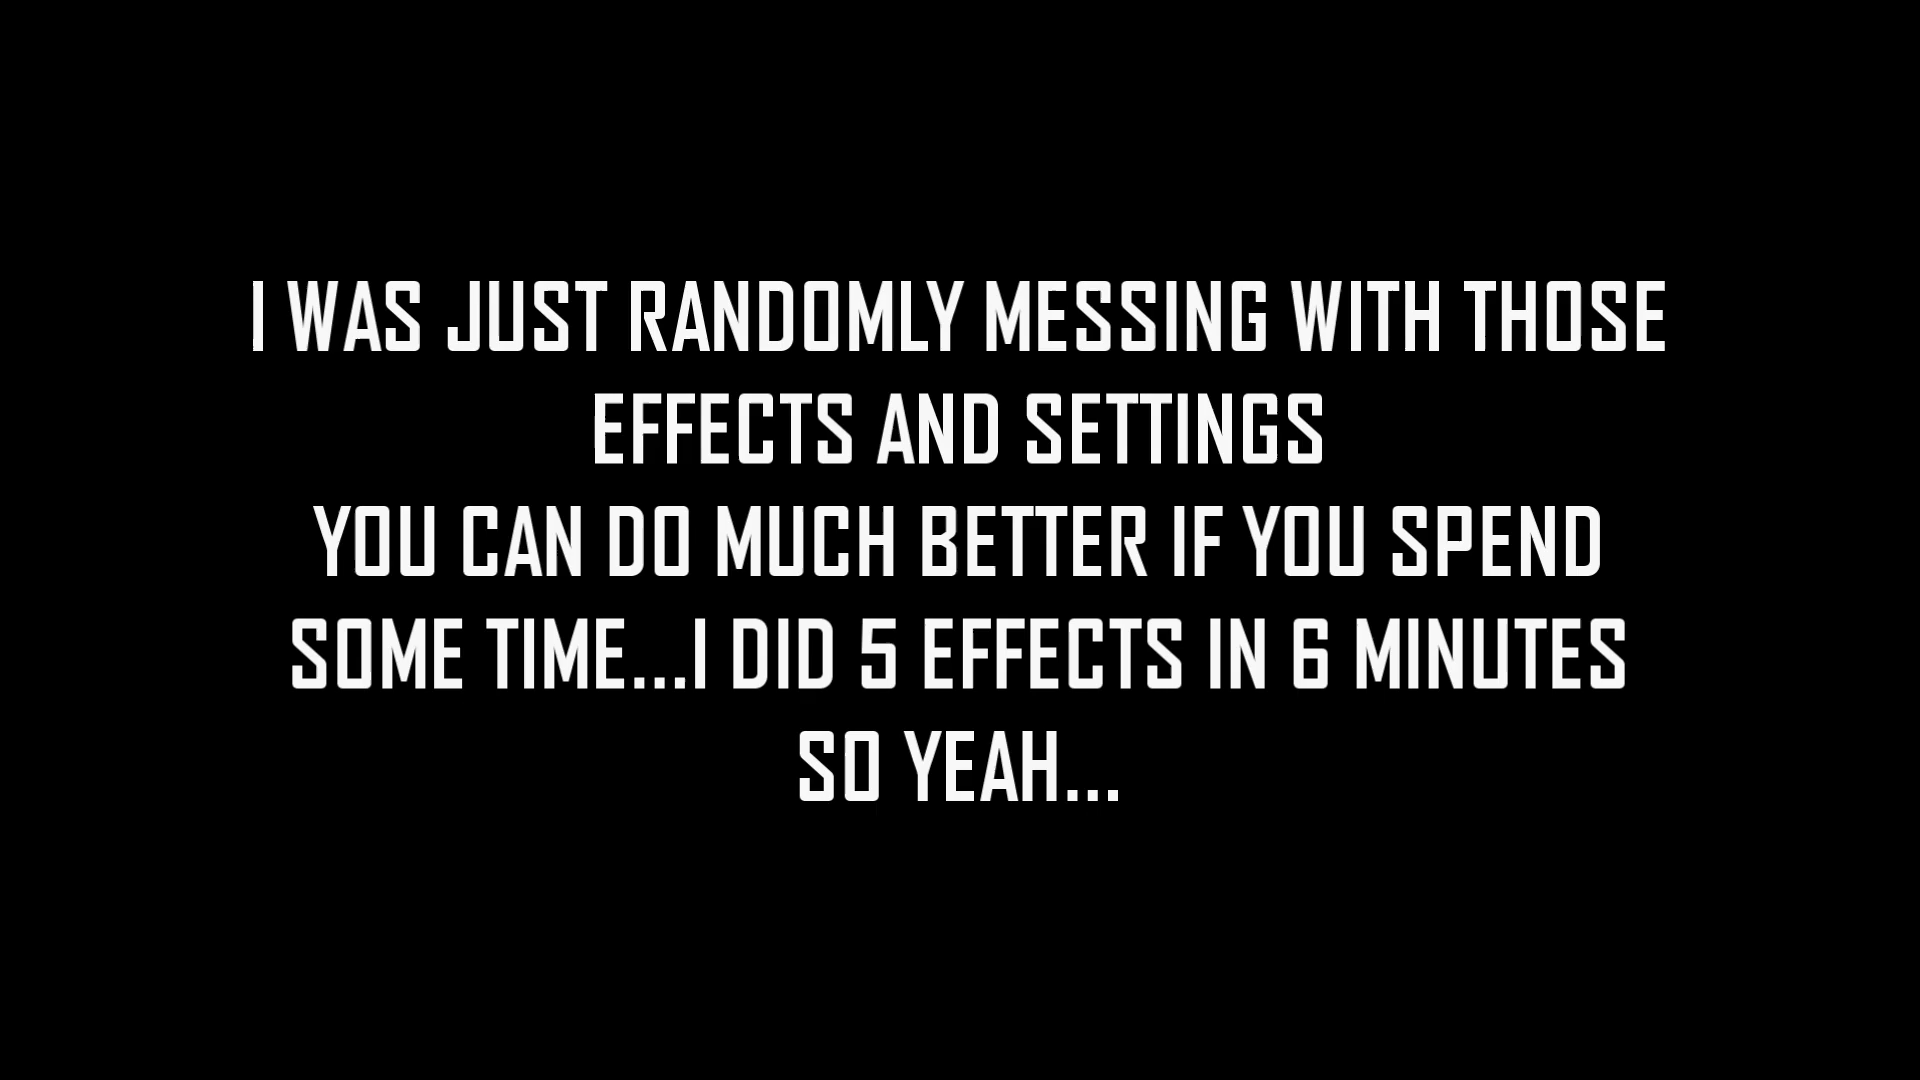 I WAS JUST RANDOMLY MESSING WITH THOSE
EFFECTS AND SETTINGS
YOU CAN DO MUCH BETTER IF YOU SPEND
SOME TIME...I DID 5 EFFECTS IN 6 MINUTES
SO YEAH...